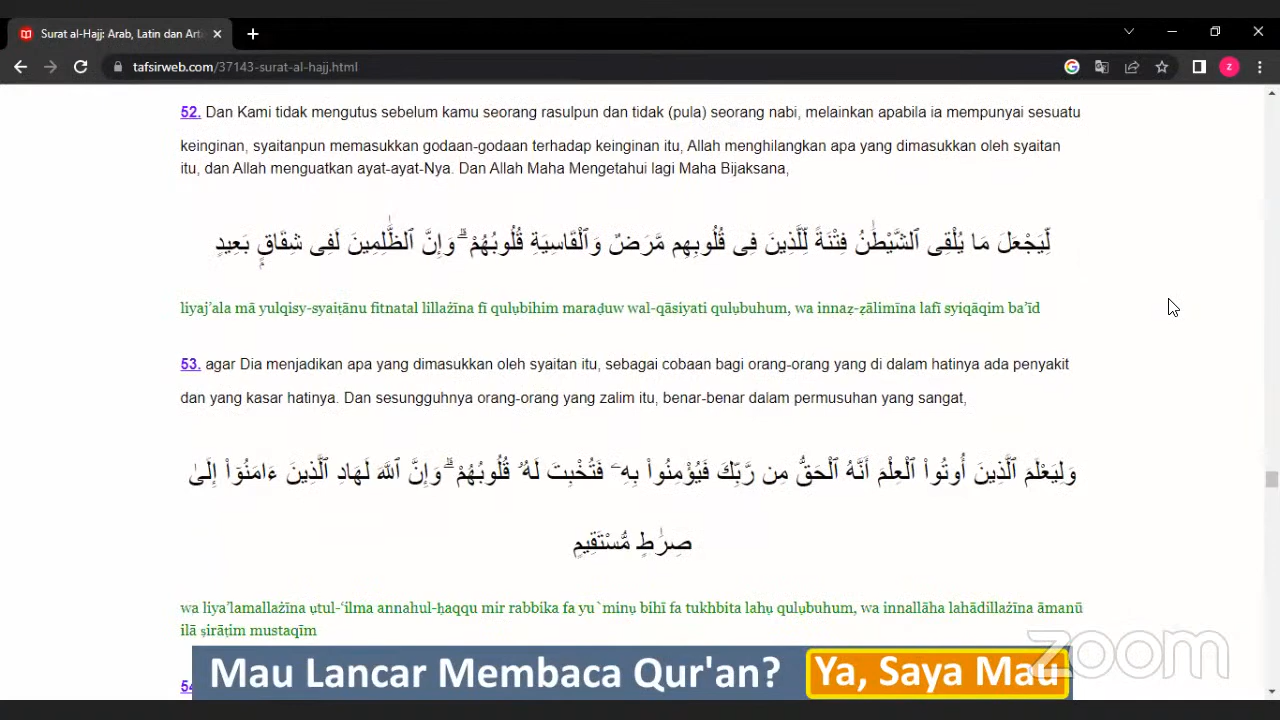 Surat al-Hajj: Arab, Latin dan Art
tafsirweb.com/37143-surat-al-hajj.html
z
52. Dan Kami tidak mengutus sebelum kamu seorang rasulpun dan tidak (pula) seorang nabi, melainkan apabila ia mempunyai sesuatu
keinginan, syaitanpun memasukkan godaan-godaan terhadap keinginan itu, Allah menghilangkan apa yang dimasukkan oleh syaitan
itu, dan Allah menguatkan ayat-ayat-Nya. Dan Allah Maha Mengetahui lagi Maha Bijaksana,
لِّيَجْعَلَ مَا يُلْقِى ٱلشَّيْطَٰنُ فِتْنَةً لِّلَّذِينَ فِى قُلُوبِهِم مَّرَضٌ وَٱلْقَاسِيَةِ قُلُوبُهُمْ ۗ وَإِنَّ ٱلظَّٰلِمِينَ لَفِى شِقَاقٍۭ بَعِيدٍ
liyaj'ala mā yulqisy-syaiṭānu fitnatal lillażīna fī qulụbihim maraḍuw wal-qāsiyati qulụbuhum, wa innaẓ-ẓālimīna lafī syiqāqim ba'īd
53. agar Dia menjadikan apa yang dimasukkan oleh syaitan itu, sebagai cobaan bagi orang-orang yang di dalam hatinya ada penyakit
dan yang kasar hatinya. Dan sesungguhnya orang-orang yang zalim itu, benar-benar dalam permusuhan yang sangat,
وَلِيَعْلَمَ ٱلَّذِينَ أُوتُوا۟ ٱلْعِلْمَ أَنَّهُ ٱلْحَقُّ مِن رَّبِّكَ فَيُؤْمِنُوا۟ بِهِۦ فَتُخْبِتَ لَهُۥ قُلُوبُهُمْ ۗ وَإِنَّ ٱللَّهَ لَهَادِ ٱلَّذِينَ ءَامَنُوٓا۟ إِلَىٰ
صِرَٰطٍ مُّسْتَقِيمٍ
wa liya'lamallażīna ụtul-'ilma annahul-ḥaqqu mir rabbika fa yu`minụ bihī fa tukhbita lahụ qulụbuhum, wa innallāha lahādillażīna āmanū
ilā ṣirāṭim mustaqīm
zoom
Mau Lancar Membaca Qur'an? Ya, Saya Mau